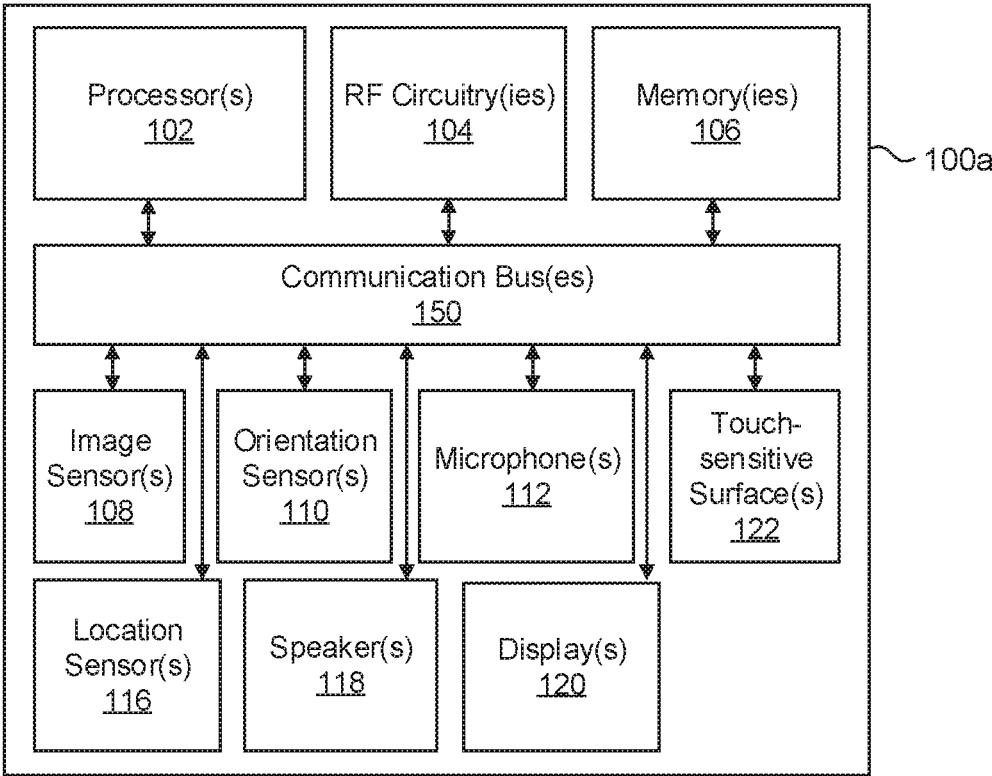 Processor(s)
102
RF Circuitry(ies)
104
Memory(ies)
106
100a
Communication Bus(es)
150
Image
Sensor(s)
108
Orientation
Sensor(s)
110
Microphone(s)
112
Touch-
sensitive
Surface(s)
122
Location
Sensor(s)
116
Speaker(s)
118
Display(s)
120